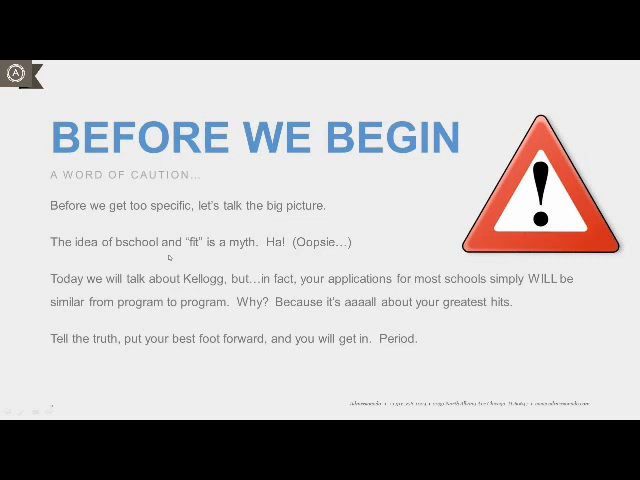 A
BEFORE WE BEGIN
A WORD OF CAUTION...
Before we get too specific, let's talk the big picture.
The idea of bschool and "fit" is a myth. Ha! (Oopsie...)
Today we will talk about Kellogg, but...in fact, your applications for most schools simply WILL be
similar from program to program. Why? Because it's aaaall about your greatest hits.
Tell the truth, put your best foot forward, and you will get in. Period.